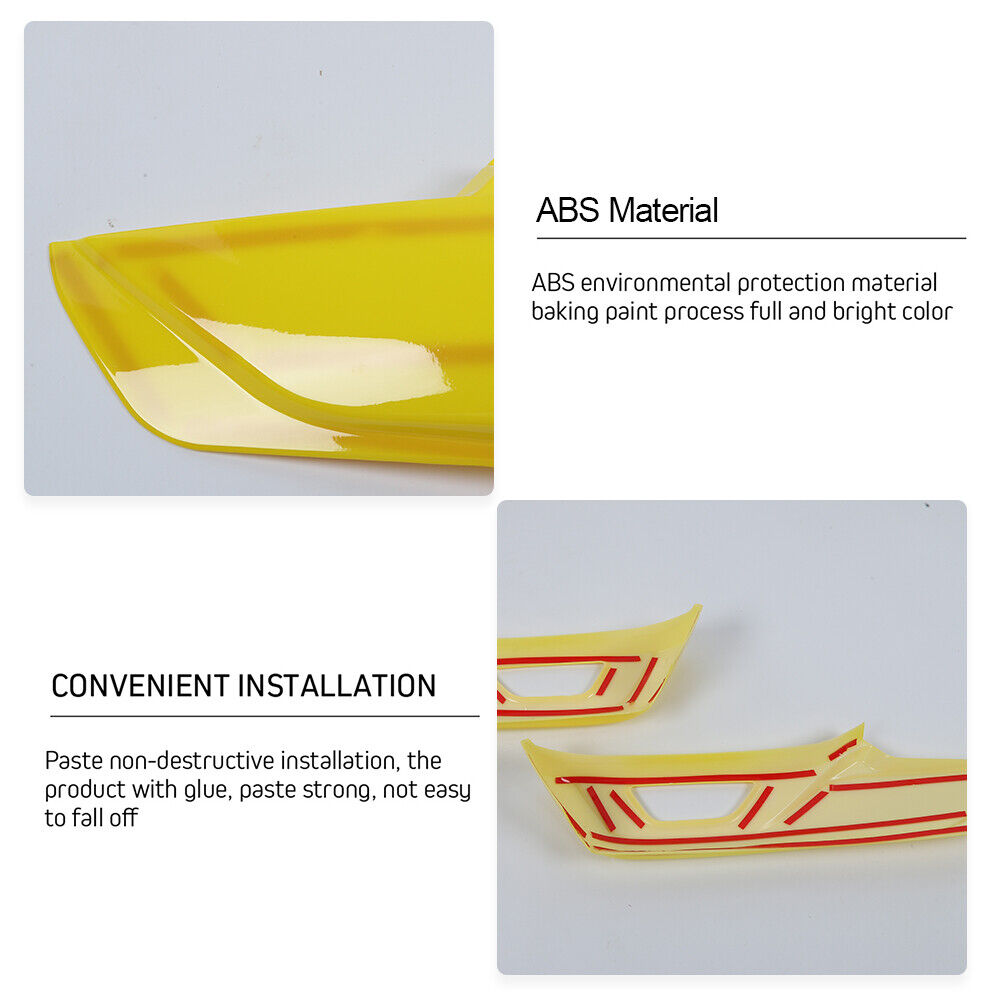 ABS Material
ABS environmental protection material
baking paint process full and bright color
CONVENIENT INSTALLATION
Paste non-destructive installation, the
product with glue, paste strong, not easy
to fall off